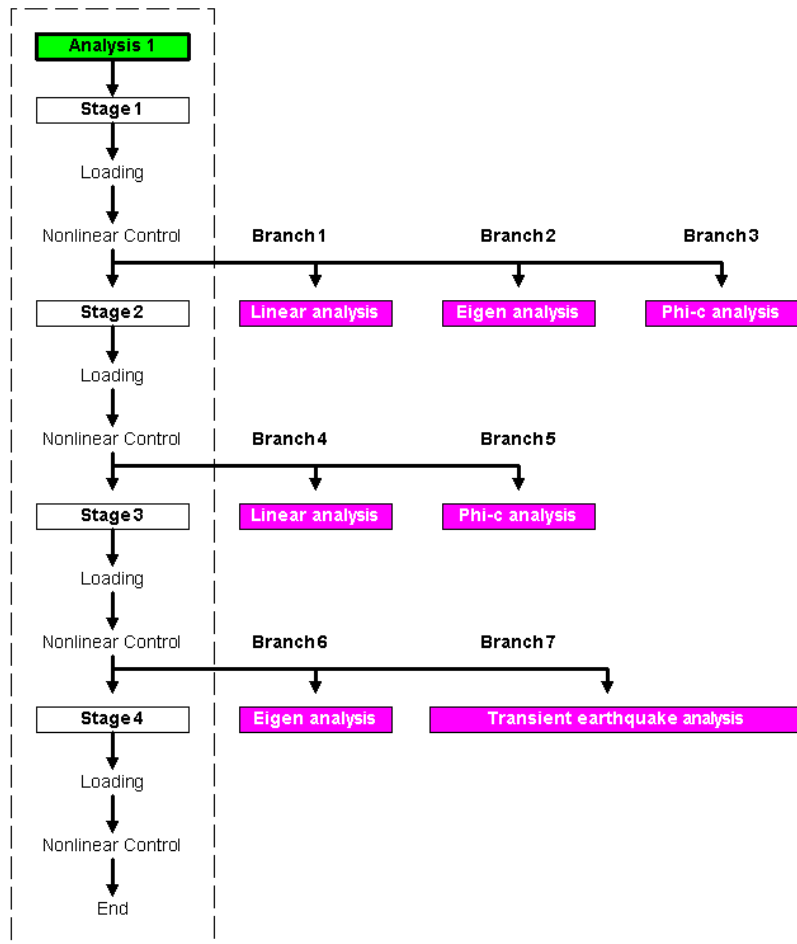 Analysis 1
Stage 1
Loading
Nonlinear Control
Branch 1
Branch 2
Branch 3
Stage 2
Linear analysis
Eigen analysis
Phi-c analysis
Loading
Nonlinear Control
Branch 4
Branch 5
Stage 3
Linear analysis
Phi-c analysis
Loading
Nonlinear Control
Branch 6
Branch 7
Stage 4
Eigen analysis
Transient earthquake analysis
Loading
Nonlinear Control
End